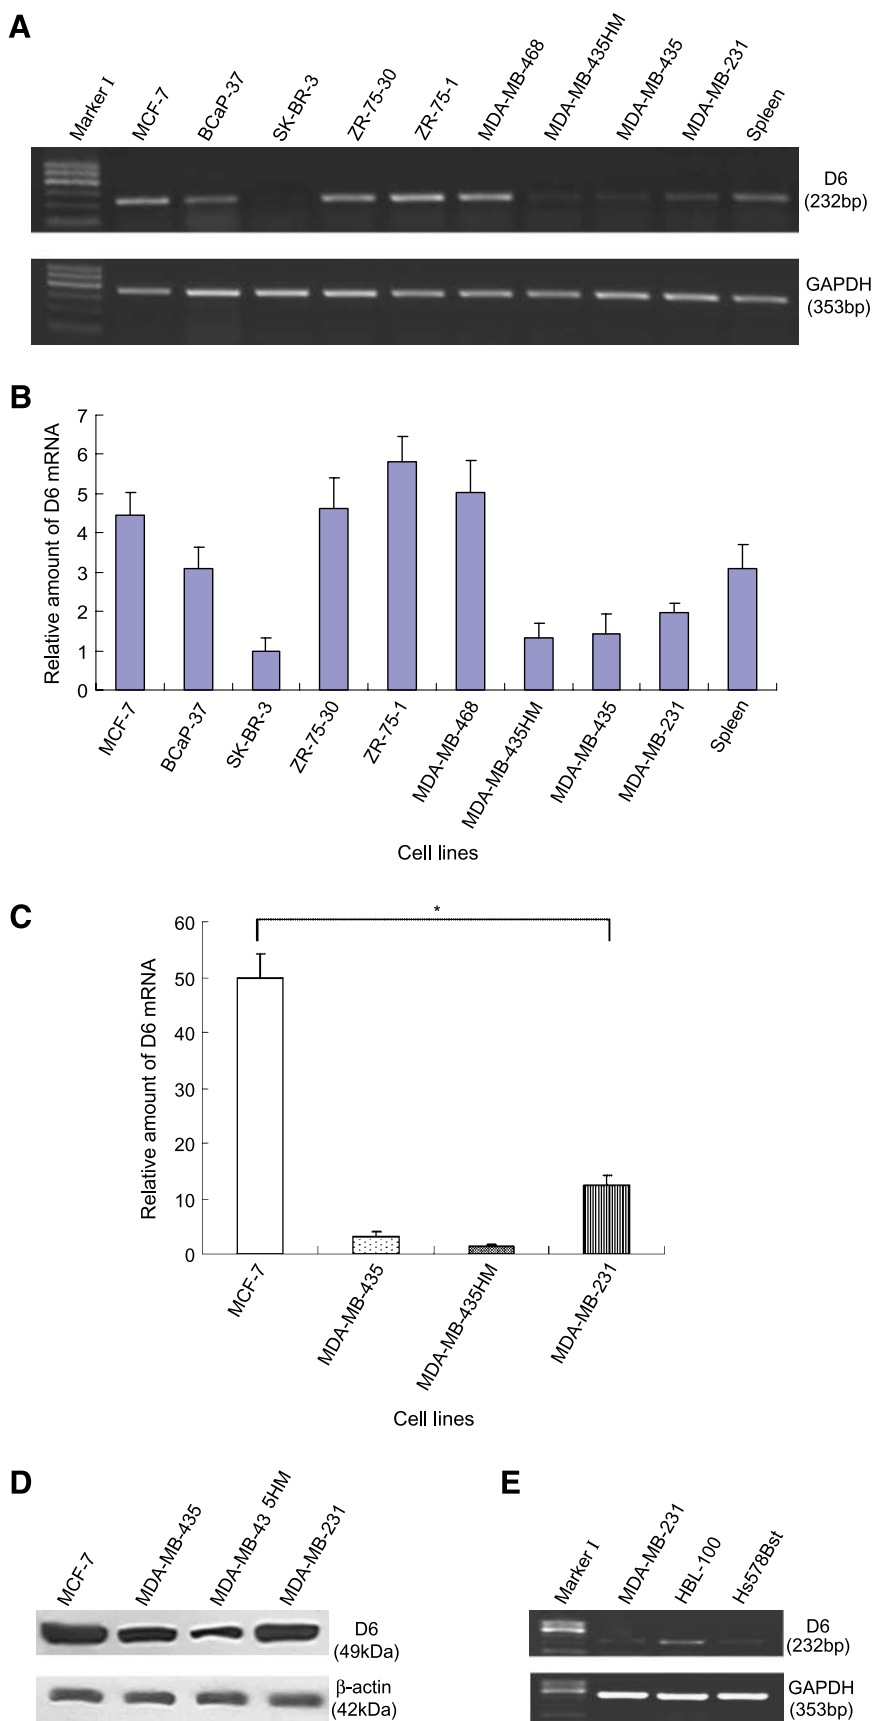 A
Marker I
MCF-7
BCaP-37
SK-BR-3
ZR-75-30
ZR-75-1
MDA-MB-468
MDA-MB-435HM
MDA-MB-435
MDA-MB-231
Spleen
D6
(232bp)
GAPDH
(353bp)
B
Relative amount of D6 mRNA
7
6
5
4
3
2
1
0
MCF-7
BCaP-37
SK-BR-3
ZR-75-30
ZR-75-1
MDA-MB-468
MDA-MB-435HM
MDA-MB-435
MDA-MB-231
Spleen
Cell lines
C
Relative amount of D6 mRNA
60
50
40
30
20
10
0
*
MCF-7
MDA-MB-435
MDA-MB-435HM
MDA-MB-231
Cell lines
D
MCF-7
MDA-MB-435
MDA-MB-43 5HM
MDA-MB-231
D6
(49kDa)
β-actin
(42kDa)
E
Marker I
MDA-MB-231
HBL-100
Hs578Bst
D6
(232bp)
GAPDH
(353bp)